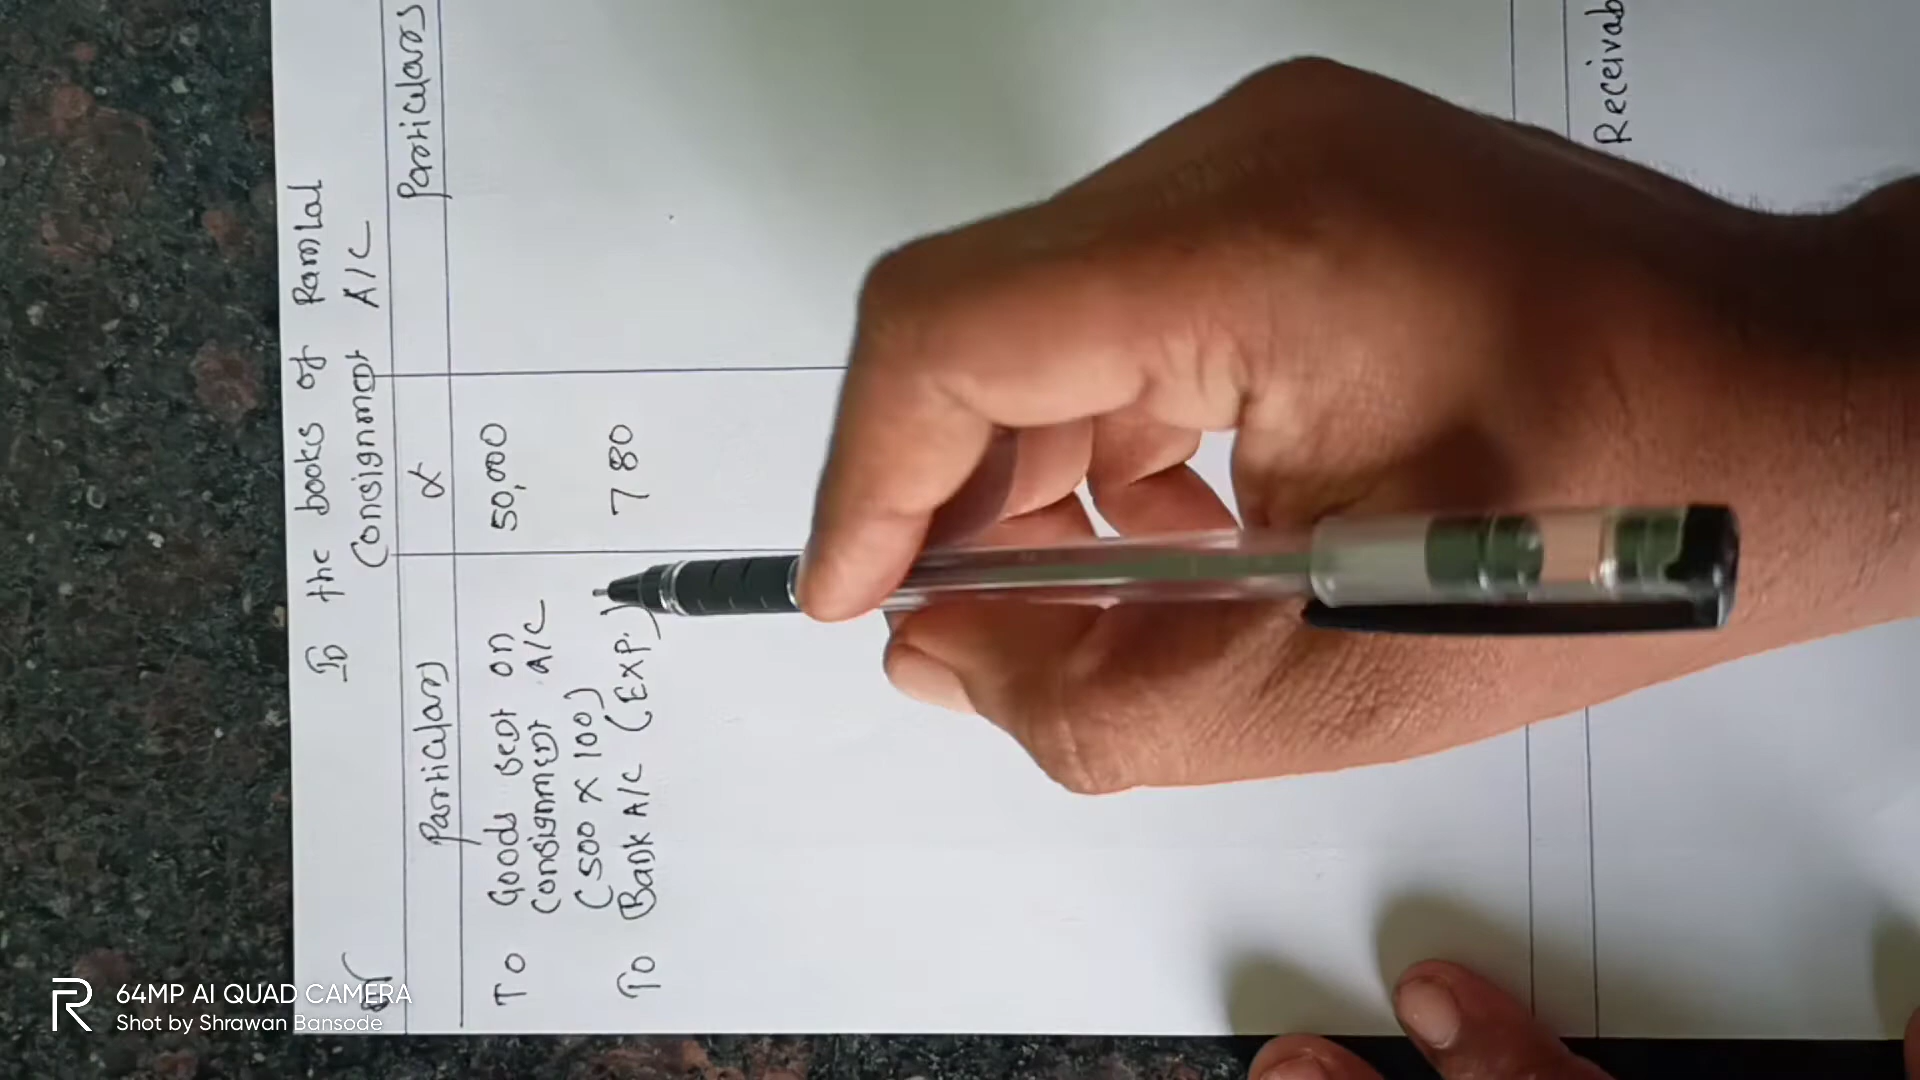 In the books of Ramlal
Consignment A/C
Dr
Particulars ₹ Particulars
To Goods sent on 50,000
Consignment A/C
(500 x 100)
To Bank A/C (Exp.) 780
Receivab
64MP AI QUAD CAMERA
Shot by Shrawan Bansode